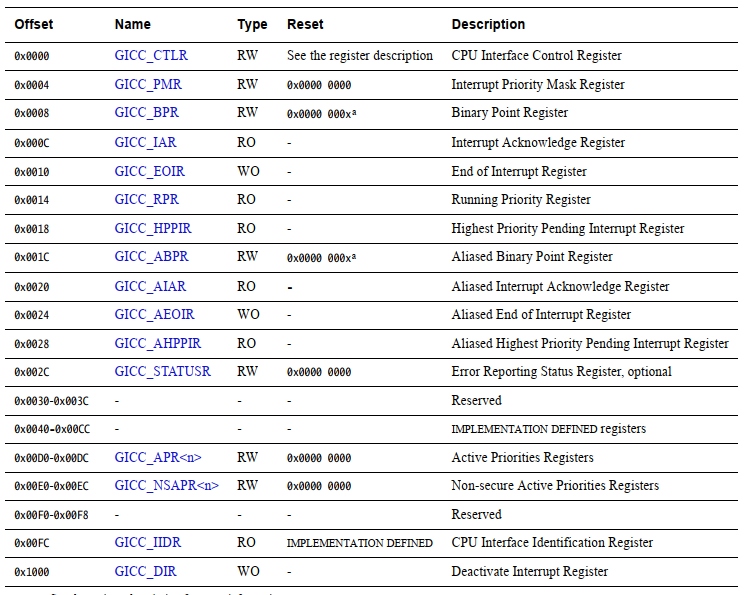 Offset Name Type Reset Description
0x0000 GICC_CTLR RW See the register description CPU Interface Control Register
0x0004 GICC_PMR RW 0x0000 0000 Interrupt Priority Mask Register
0x0008 GICC_BPR RW 0x0000 000xᵃ Binary Point Register
0x000C GICC_IAR RO - Interrupt Acknowledge Register
0x0010 GICC_EOIR WO - End of Interrupt Register
0x0014 GICC_RPR RO - Running Priority Register
0x0018 GICC_HPPIR RO - Highest Priority Pending Interrupt Register
0x001C GICC_ABPR RW 0x0000 000xᵃ Aliased Binary Point Register
0x0020 GICC_AIAR RO - Aliased Interrupt Acknowledge Register
0x0024 GICC_AEOIR WO - Aliased End of Interrupt Register
0x0028 GICC_AHPPIR RO - Aliased Highest Priority Pending Interrupt Register
0x002C GICC_STATUSR RW 0x0000 0000 Error Reporting Status Register, optional
0x0030-0x003C - - - Reserved
0x0040-0x00CC - - - IMPLEMENTATION DEFINED registers
0x00D0-0x00DC GICC_APR<n> RW 0x0000 0000 Active Priorities Registers
0x00E0-0x00EC GICC_NSAPR<n> RW 0x0000 0000 Non-secure Active Priorities Registers
0x00F0-0x00F8 - - - Reserved
0x00FC GICC_IIDR RO IMPLEMENTATION DEFINED CPU Interface Identification Register
0x1000 GICC_DIR WO - Deactivate Interrupt Register